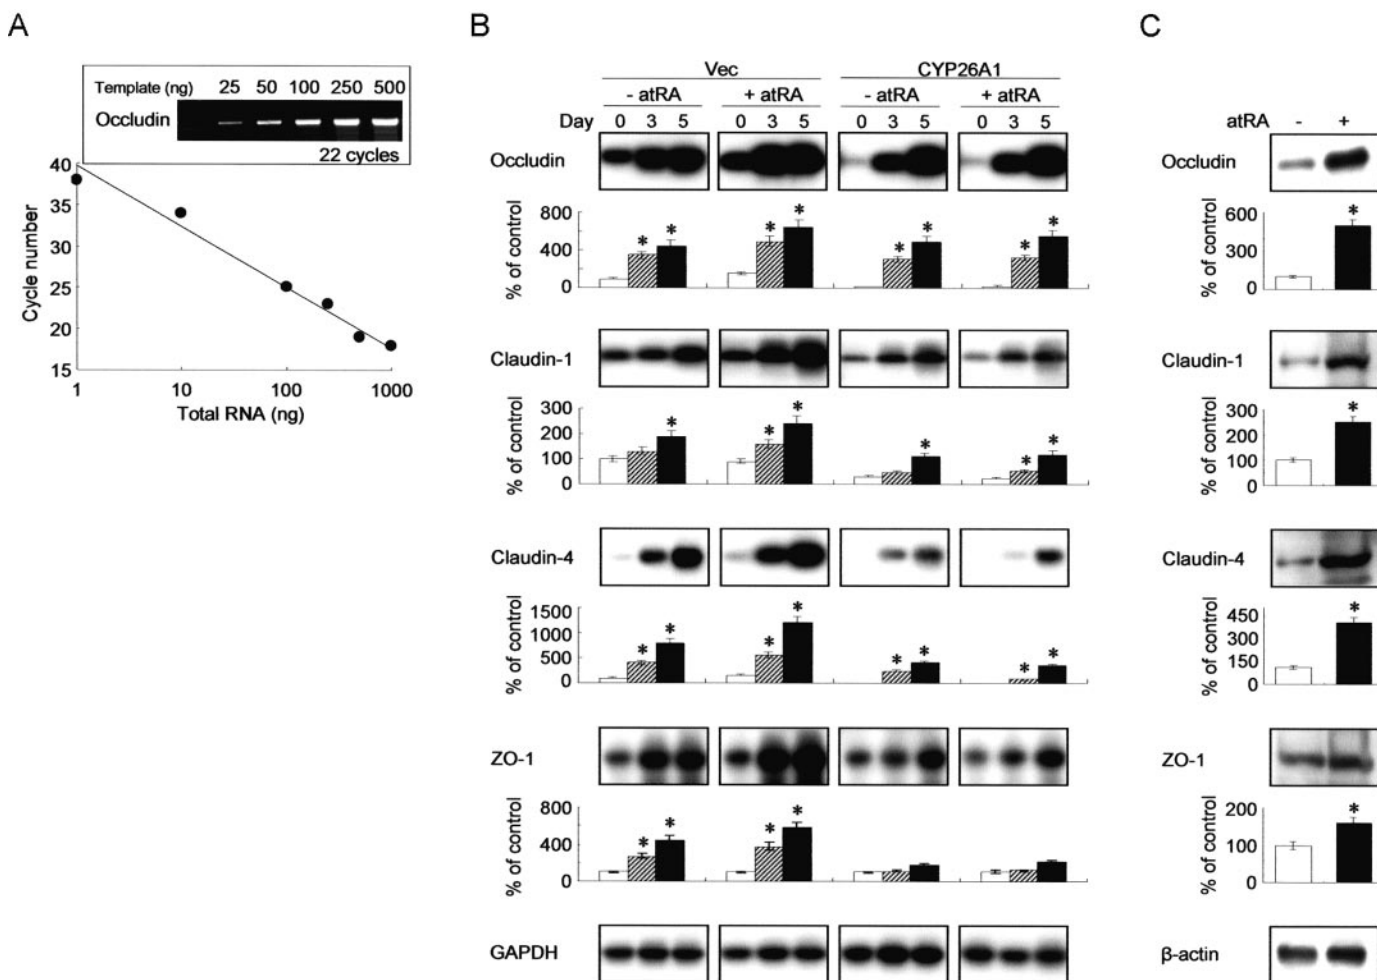 A
B
C
Template (ng) 25 50 100 250 500
Occludin
22 cycles
40
35
30
25
20
15
Cycle number
1 10 100 1000
Total RNA (ng)
Vec CYP26A1
- atRA + atRA - atRA + atRA
Day 0 3 5 0 3 5 0 3 5 0 3 5
Occludin
800
400
0
% of control
* * * * * * * *
Claudin-1
300
200
100
0
% of control
* * * * * *
Claudin-4
1500
1000
500
0
% of control
* * * * * * * *
ZO-1
800
400
0
% of control
* * * *
GAPDH
atRA - +
Occludin
600
300
0
% of control
*
Claudin-1
300
200
100
0
% of control
*
Claudin-4
450
300
150
0
% of control
*
ZO-1
200
100
0
% of control
*
β-actin